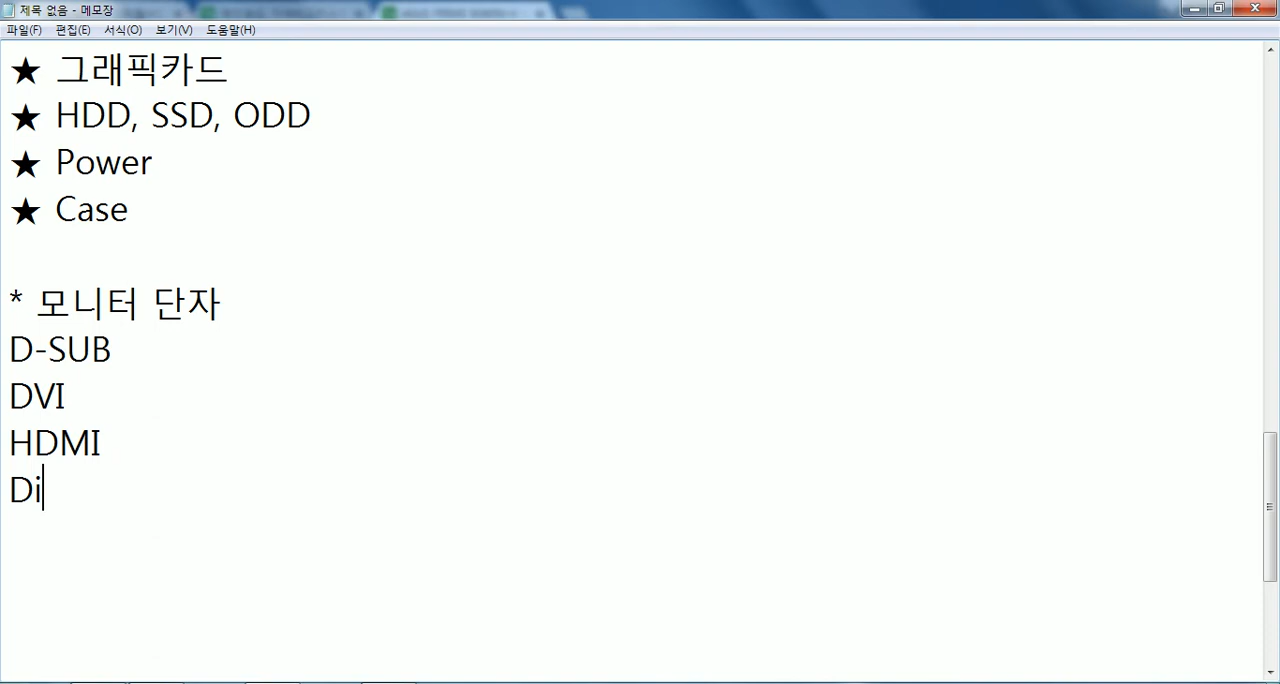 제목 없음 - 메모장
파일(F) 편집(E) 서식(O) 보기(V) 도움말(H)
★ 그래픽카드
★ HDD, SSD, ODD
★ Power
★ Case
* 모니터 단자
D-SUB
DVI
HDMI
Di